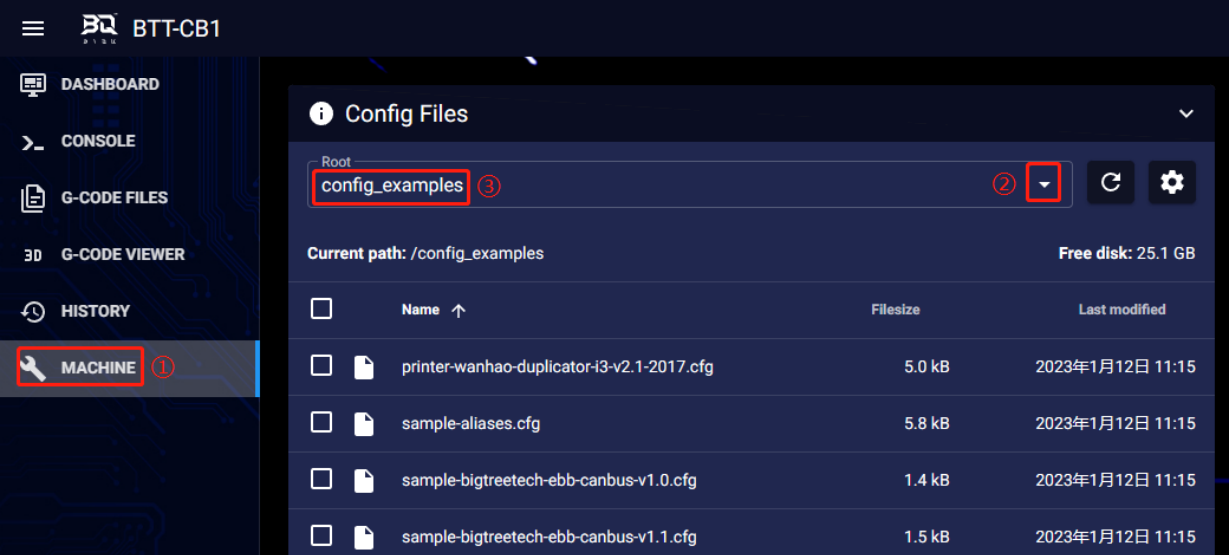 BQ BTT-CB1
DASHBOARD
CONSOLE
G-CODE FILES
3D G-CODE VIEWER
HISTORY
MACHINE ①
Config Files
Root
config_examples ③ ②
Current path: /config_examples Free disk: 25.1 GB
Name Filesize Last modified
printer-wanhao-duplicator-i3-v2.1-2017.cfg 5.0 kB 2023年1月12日 11:15
sample-aliases.cfg 5.8 kB 2023年1月12日 11:15
sample-bigtreetech-ebb-canbus-v1.0.cfg 1.4 kB 2023年1月12日 11:15
sample-bigtreetech-ebb-canbus-v1.1.cfg 1.5 kB 2023年1月12日 11:15